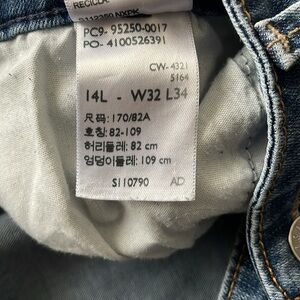 RECICLA
PC9- 95250-0017
PO- 4100526391
CW- 4321
5164
14L - W32 L34
尺码: 170/82A
호칭: 82-109
허리둘레: 82 cm
엉덩이둘레: 109 cm
S110790 AD